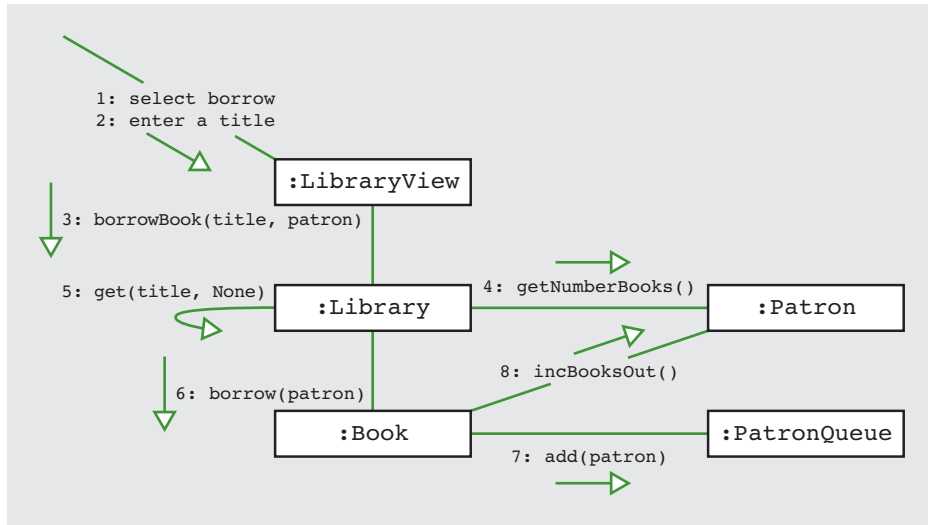 1: select borrow
2: enter a title
:LibraryView
3: borrowBook(title, patron)
5: get(title, None)
:Library
4: getNumberBooks()
:Patron
6: borrow(patron)
8: incBooksOut()
:Book
:PatronQueue
7: add(patron)